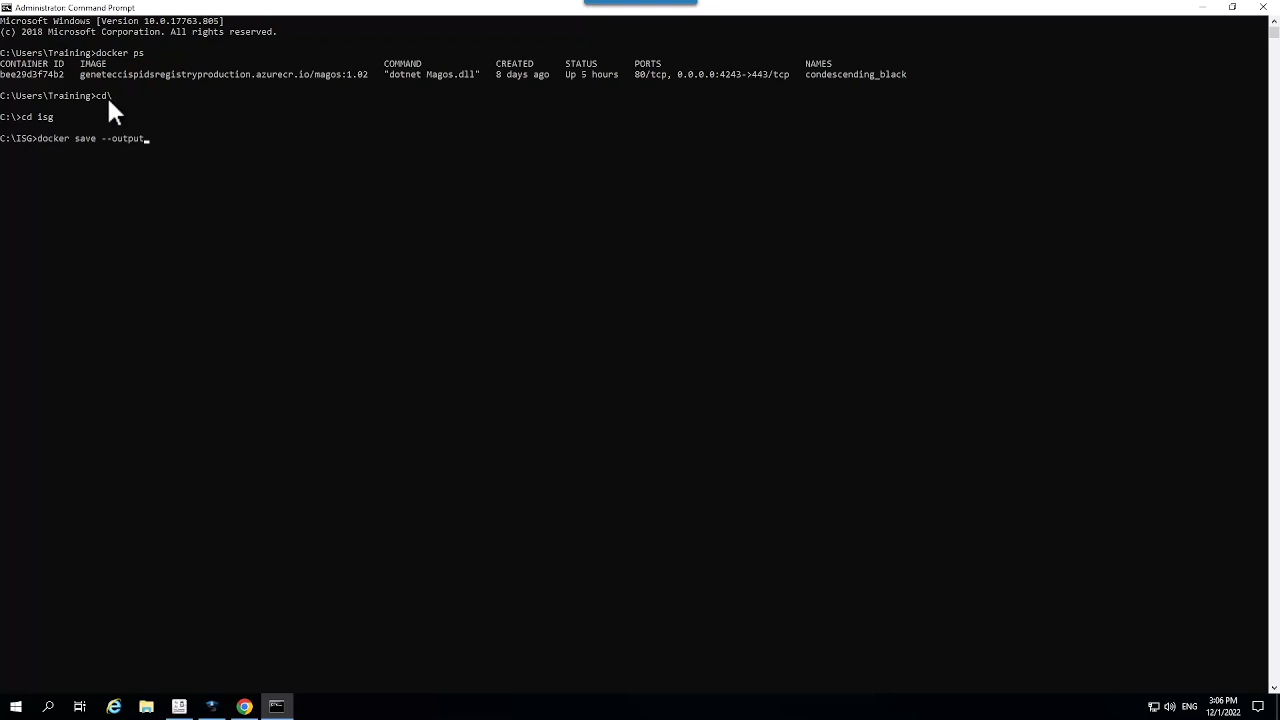 Administrator: Command Prompt
Microsoft Windows [Version 10.0.17763.805]
(c) 2018 Microsoft Corporation. All rights reserved.
C:\Users\Training>docker ps
CONTAINER ID IMAGE COMMAND CREATED STATUS PORTS NAMES
bee29d3f74b2 geneteccispidsregistryproduction.azurecr.io/magos:1.02 "dotnet Magos.dll" 8 days ago Up 5 hours 80/tcp, 0.0.0.0:4243->443/tcp condescending_black
C:\Users\Training>cd\
C:\>cd isg
C:\ISG>docker save --output
ENG
3:06 PM
12/1/2022